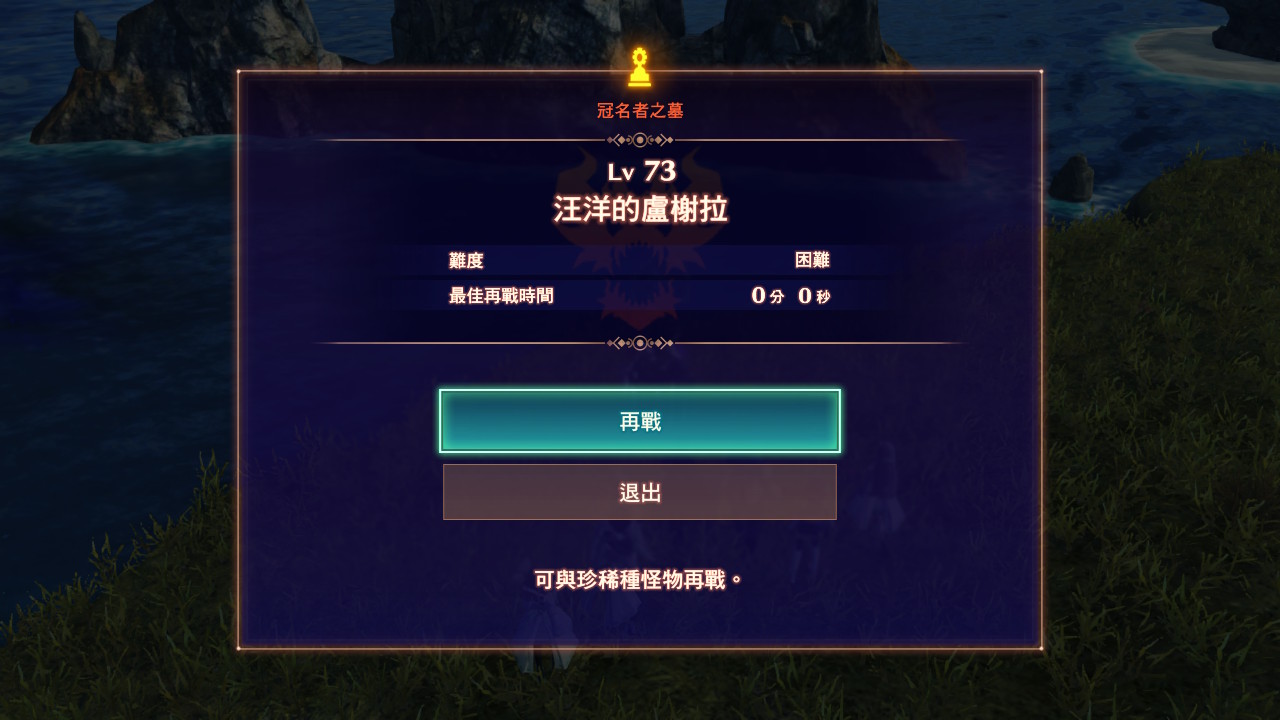 冠名者之墓
Lv 73
汪洋的盧榭拉
難度 困難
最佳再戰時間 0分 0秒
再戰
退出
可與珍稀種怪物再戰。